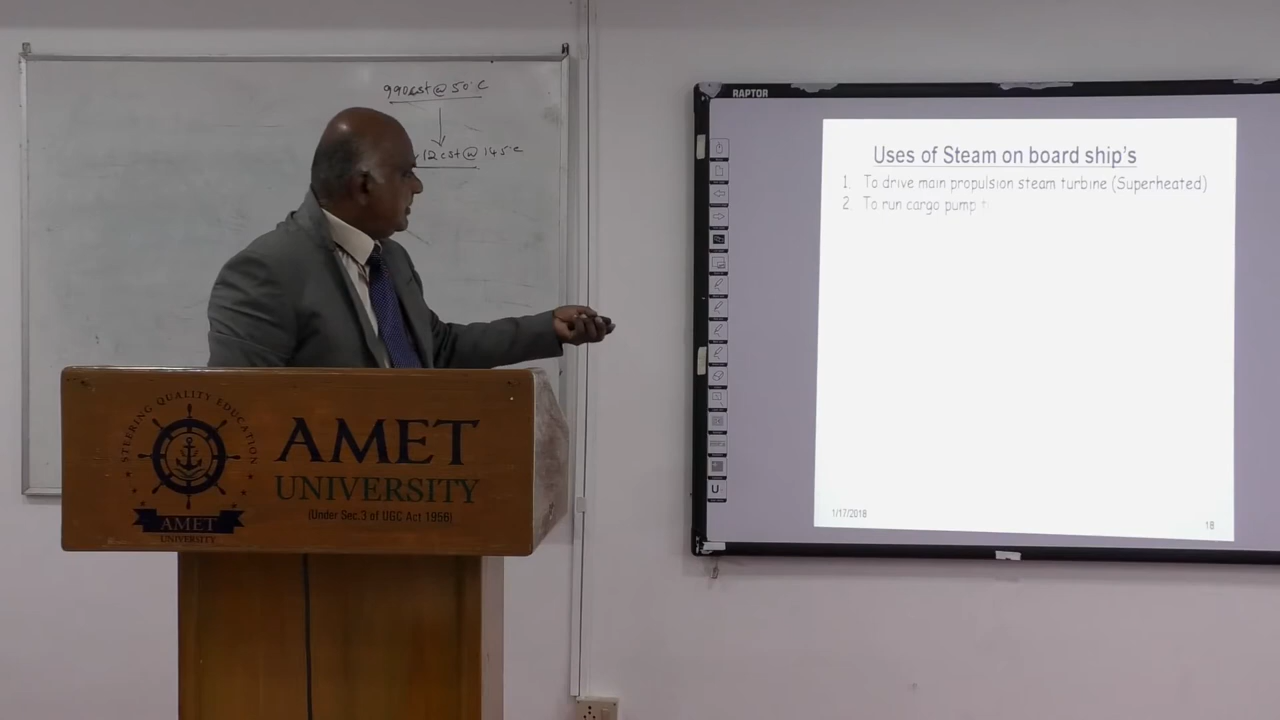 990cst @ 50°C
12cst @ 145°C
RAPTOR
Uses of Steam on board ship's
1. To drive main propulsion steam turbine (Superheated)
2. To run cargo pump t
1/17/2018
18
U
STEERING QUALITY EDUCATION
AMET
UNIVERSITY
AMET
UNIVERSITY
(Under Sec.3 of UGC Act 1956)